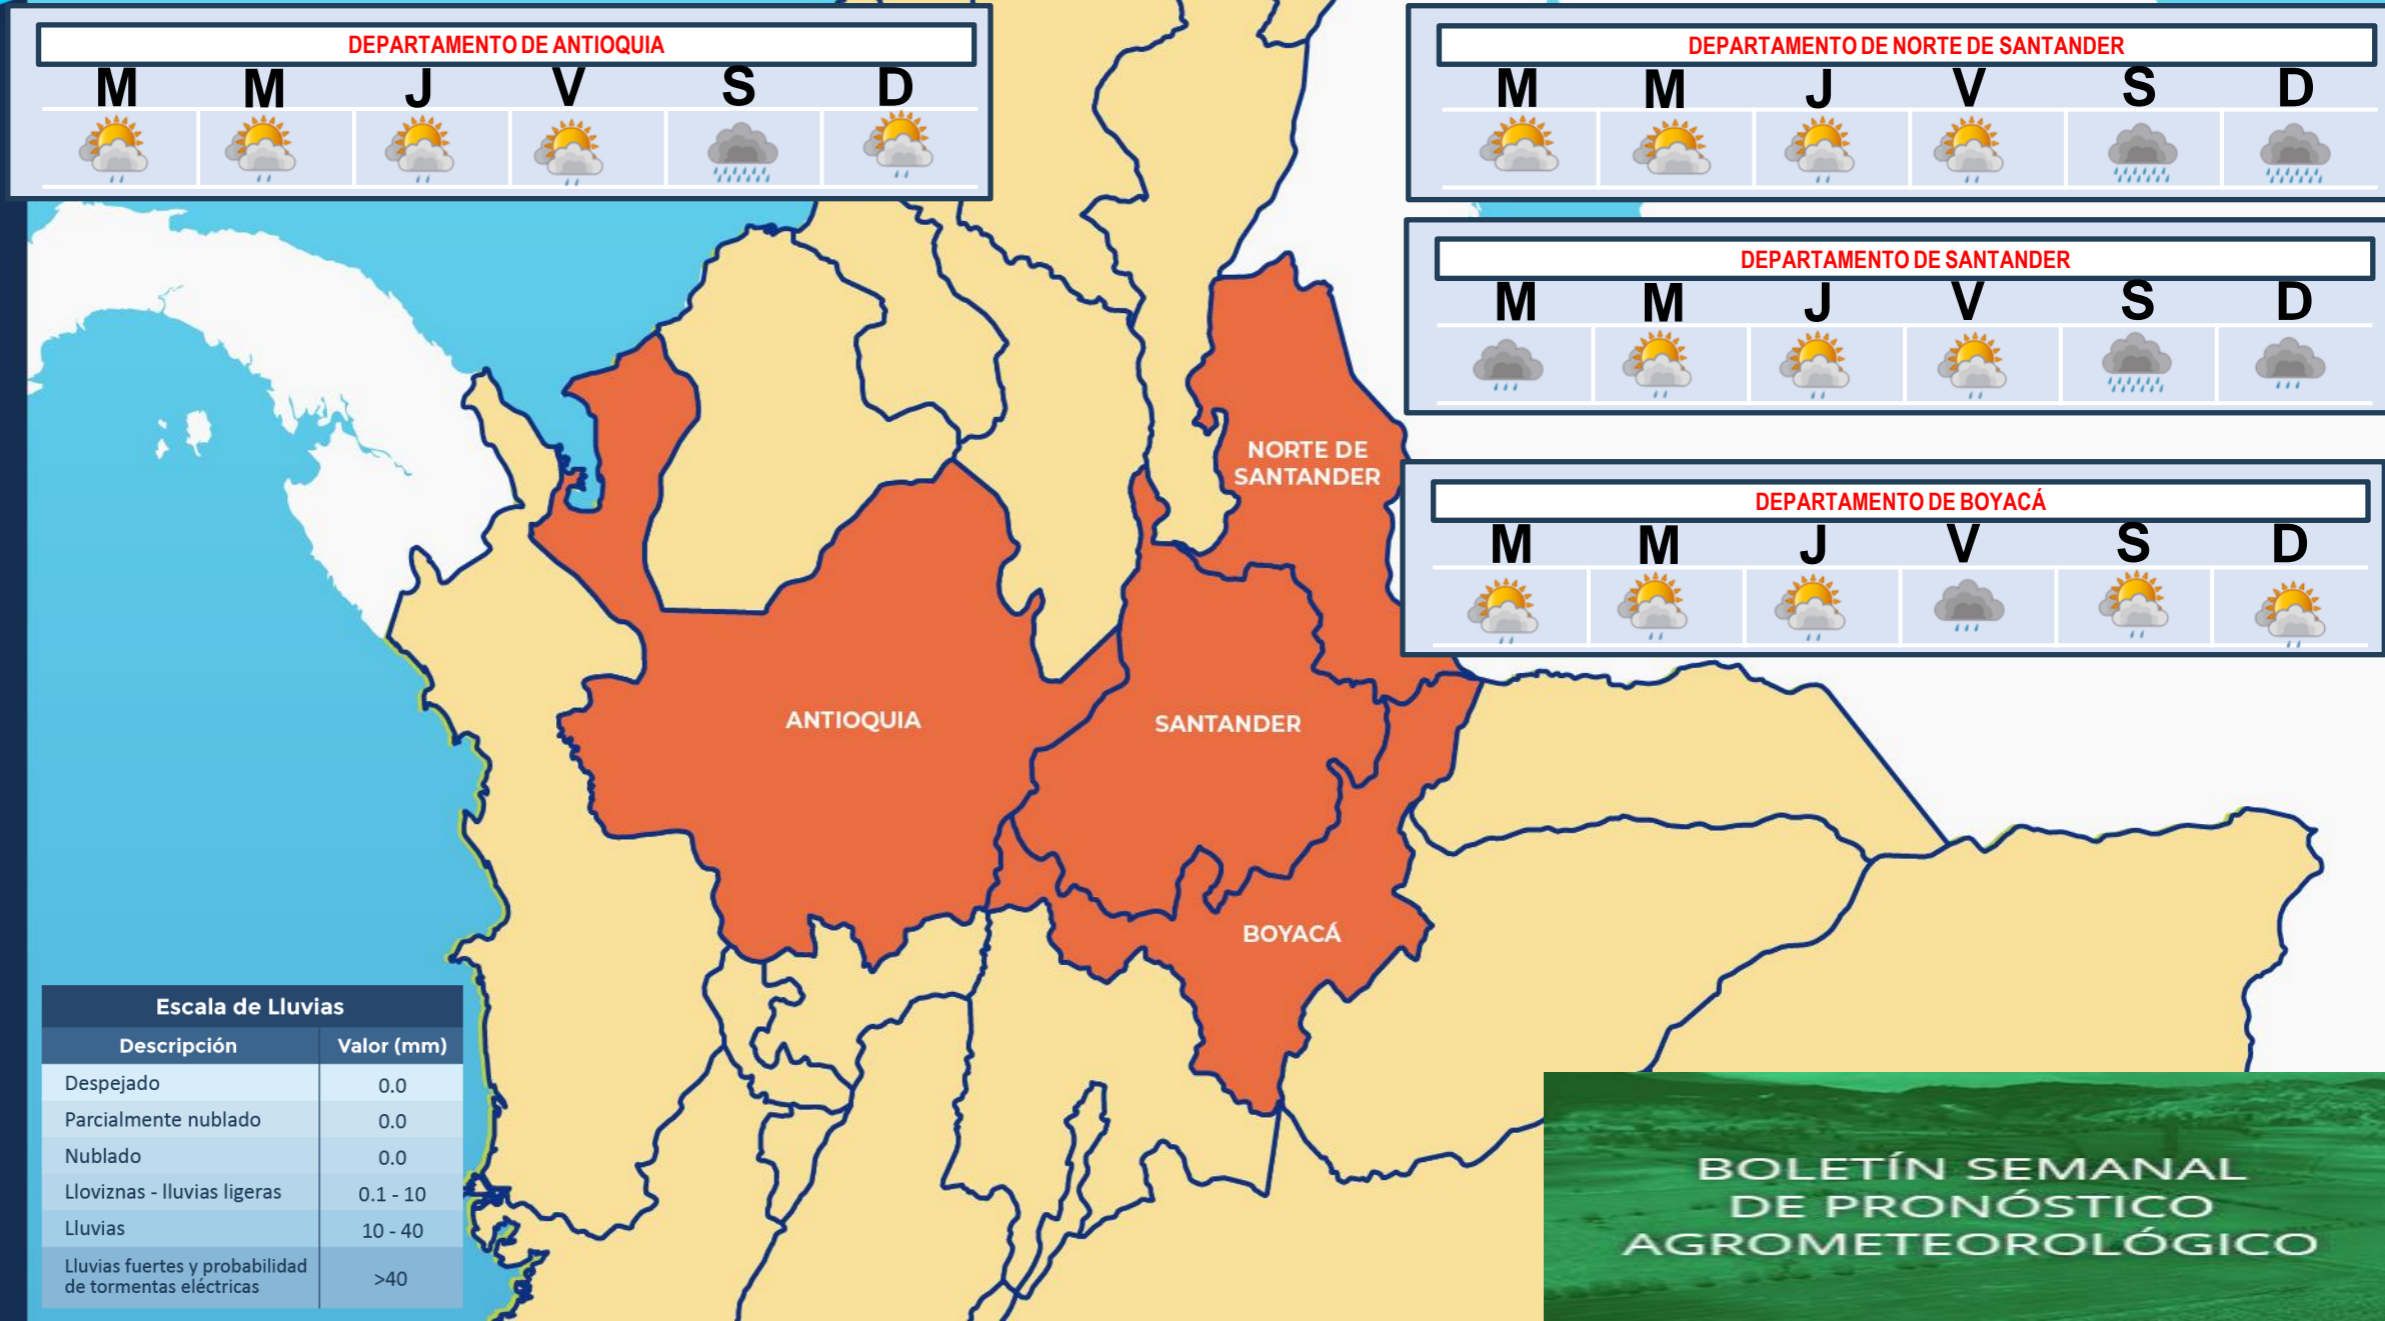 DEPARTAMENTO DE ANTIOQUIA
M M J V S D
DEPARTAMENTO DE NORTE DE SANTANDER
M M J V S D
DEPARTAMENTO DE SANTANDER
M M J V S D
DEPARTAMENTO DE BOYACÁ
M M J V S D
NORTE DE
SANTANDER
ANTIOQUIA
SANTANDER
BOYACÁ
Escala de Lluvias
Descripción Valor (mm)
Despejado 0.0
Parcialmente nublado 0.0
Nublado 0.0
Lloviznas - lluvias ligeras 0.1 - 10
Lluvias 10 - 40
Lluvias fuertes y probabilidad
de tormentas eléctricas >40
BOLETÍN SEMANAL
DE PRONÓSTICO
AGROMETEOROLÓGICO